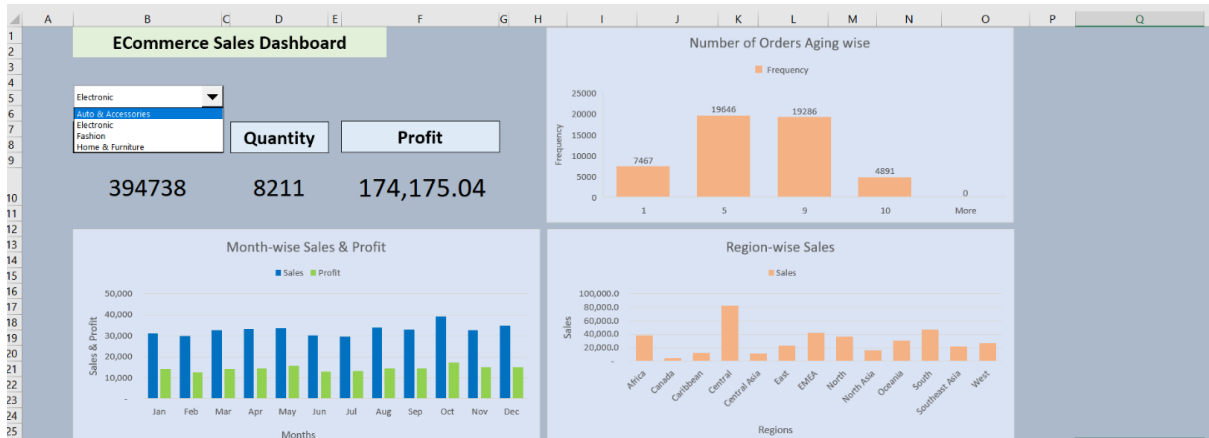 A B C D E F G H I J K L M N O P Q
1
2
3
4
5
6
7
8
9
10
11
12
13
14
15
16
17
18
19
20
21
22
23
24
25
ECommerce Sales Dashboard
Electronic
Auto & Accessories
Electronic
Fashion
Home & Furniture
Quantity
Profit
394738
8211
174,175.04
Number of Orders Aging wise
Frequency
Frequency
25000
20000
15000
10000
5000
0
7467
19646
19286
4891
0
1 5 9 10 More
Month-wise Sales & Profit
Sales Profit
Sales & Profit
50,000
40,000
30,000
20,000
10,000
-
Jan Feb Mar Apr May Jun Jul Aug Sep Oct Nov Dec
Months
Region-wise Sales
Sales
Sales
100,000.0
80,000.0
60,000.0
40,000.0
20,000.0
-
Africa Canada Caribbean Central Central Asia East EMEA North North Asia Oceania South Southeast Asia West
Regions